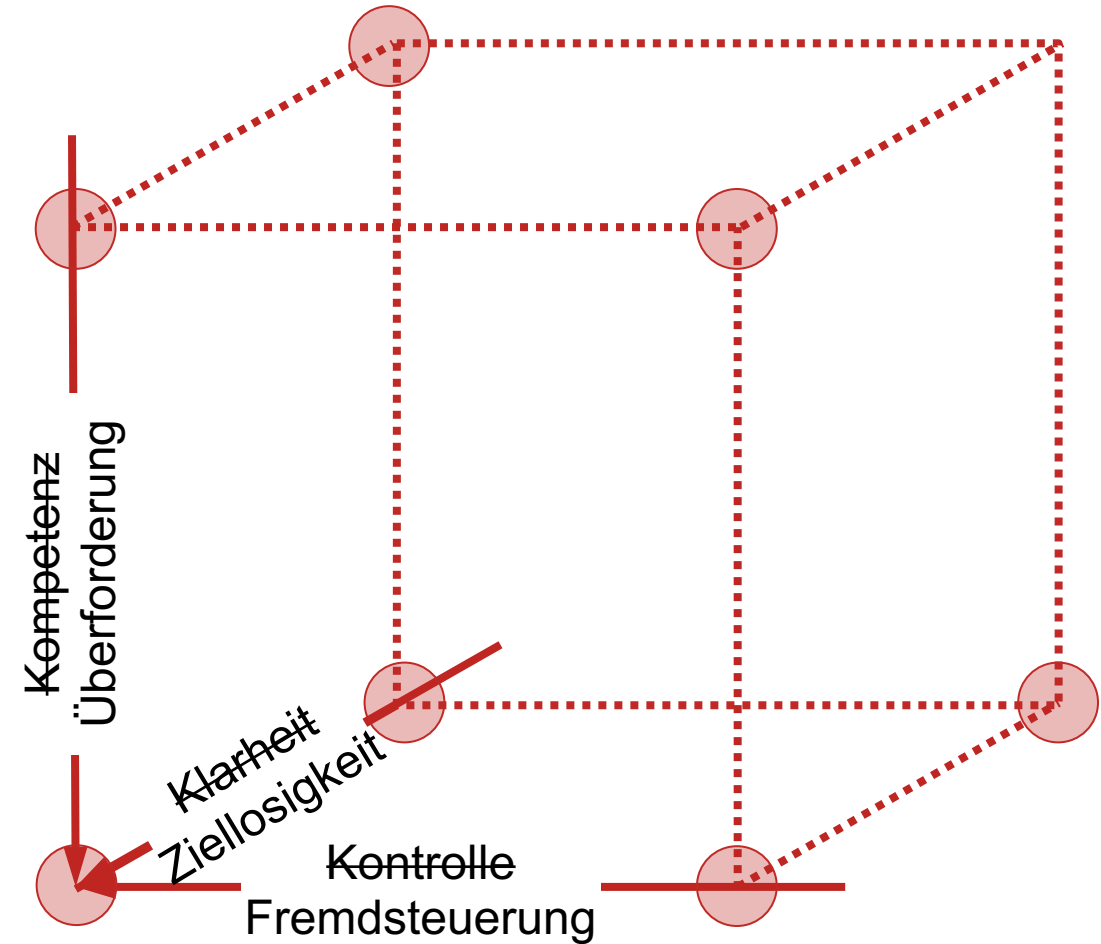 Kompetenz
Überforderung
Klarheit
Ziellosigkeit
Kontrolle
Fremdsteuerung